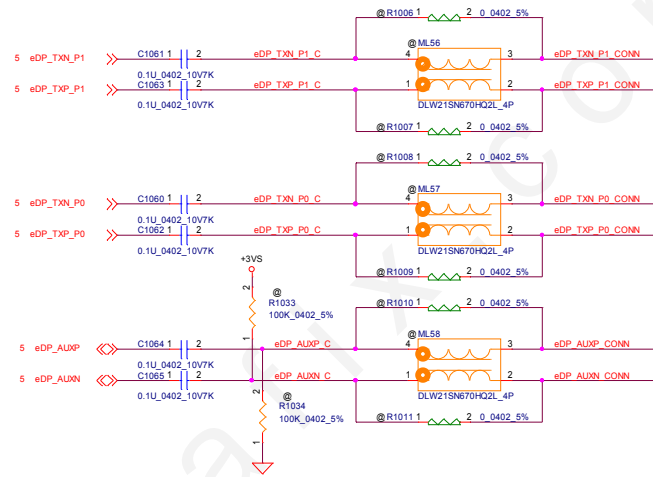 @ R1006 1 2 0_0402_5%
5 eDP_TXN_P1 C1061 1 2 eDP_TXN_P1_C @ ML56 4 3 eDP_TXN_P1_CONN
0.1U_0402_10V7K
5 eDP_TXP_P1 C1063 1 2 eDP_TXP_P1_C 1 2 eDP_TXP_P1_CONN
0.1U_0402_10V7K DLW21SN670HQ2L_4P
@ R1007 1 2 0_0402_5%
@ R1008 1 2 0_0402_5%
5 eDP_TXN_P0 C1060 1 2 eDP_TXN_P0_C @ ML57 4 3 eDP_TXN_P0_CONN
0.1U_0402_10V7K
5 eDP_TXP_P0 C1062 1 2 eDP_TXP_P0_C 1 2 eDP_TXP_P0_CONN
0.1U_0402_10V7K DLW21SN670HQ2L_4P
+3VS
@ R1009 1 2 0_0402_5%
2 @
R1033
100K_0402_5%
1
@ R1010 1 2 0_0402_5%
5 eDP_AUXP C1064 1 2 eDP_AUXP_C @ ML58 4 3 eDP_AUXP_CONN
0.1U_0402_10V7K
5 eDP_AUXN C1065 1 2 eDP_AUXN_C 1 2 eDP_AUXN_CONN
0.1U_0402_10V7K DLW21SN670HQ2L_4P
2 @
R1034
100K_0402_5%
1
@ R1011 1 2 0_0402_5%
afix.co